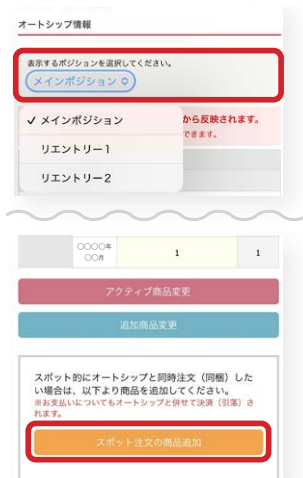 オートシップ情報
表示するポジションを選択してください。
メインポジション
✓ メインポジション
から反映されます。
できます。
リエントリー1
リエントリー2
○○○○年
○○月
1
1
アクティブ商品変更
追加商品変更
スポット的にオートシップと同時注文（同梱）した
い場合は、以下より商品を追加してください。
※お支払いについてもオートシップと併せて決済（引落）さ
れます。
スポット注文の商品追加